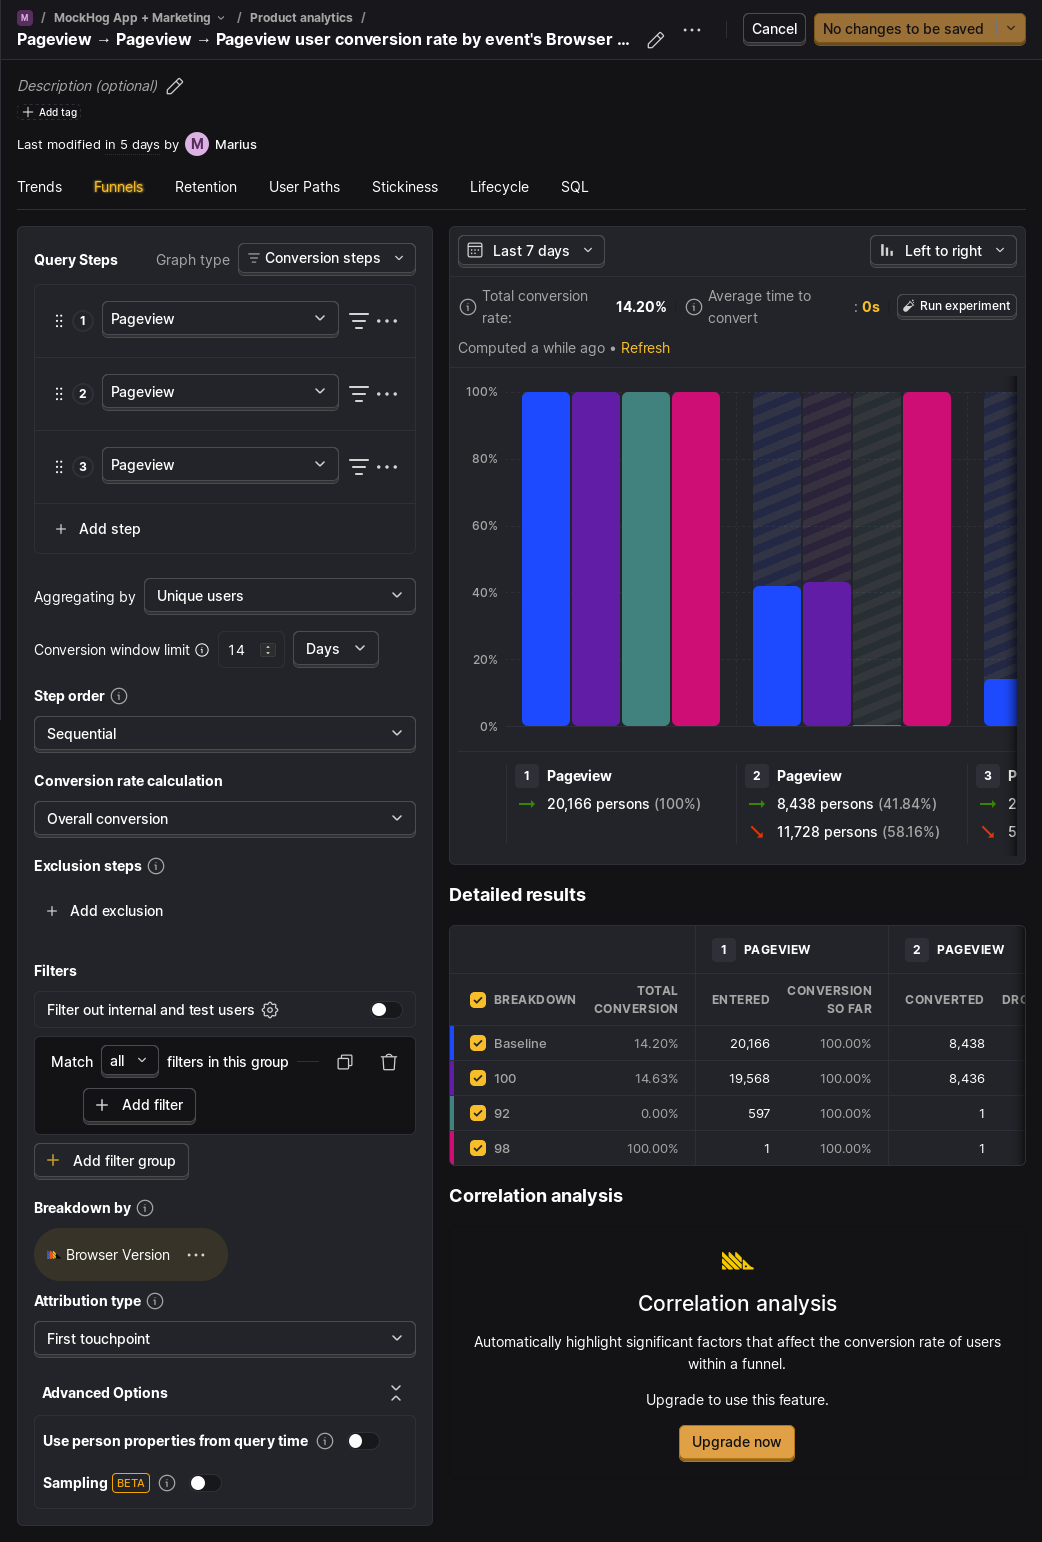 M / MockHog App + Marketing / Product analytics /
Pageview → Pageview → Pageview user conversion rate by event's Browser ...
Cancel
No changes to be saved
Description (optional)
Add tag
Last modified in 5 days by M Marius
Trends Funnels Retention User Paths Stickiness Lifecycle SQL
Query Steps
Graph type
Conversion steps
1 Pageview
2 Pageview
3 Pageview
Add step
Aggregating by Unique users
Conversion window limit 14 Days
Step order
Sequential
Conversion rate calculation
Overall conversion
Exclusion steps
Add exclusion
Filters
Filter out internal and test users
Match all filters in this group
Add filter
Add filter group
Breakdown by
Browser Version
Attribution type
First touchpoint
Advanced Options
Use person properties from query time
Sampling BETA
Last 7 days
Left to right
Total conversion rate: 14.20%
Average time to convert : 0s
Run experiment
Computed a while ago • Refresh
100%
80%
60%
40%
20%
0%
1 Pageview
20,166 persons (100%)
2 Pageview
8,438 persons (41.84%)
11,728 persons (58.16%)
3 P
2
5
Detailed results
1 PAGEVIEW 2 PAGEVIEW
BREAKDOWN TOTAL CONVERSION ENTERED CONVERSION SO FAR CONVERTED DRO
Baseline 14.20% 20,166 100.00% 8,438
100 14.63% 19,568 100.00% 8,436
92 0.00% 597 100.00% 1
98 100.00% 1 100.00% 1
Correlation analysis
Correlation analysis
Automatically highlight significant factors that affect the conversion rate of users
within a funnel.
Upgrade to use this feature.
Upgrade now